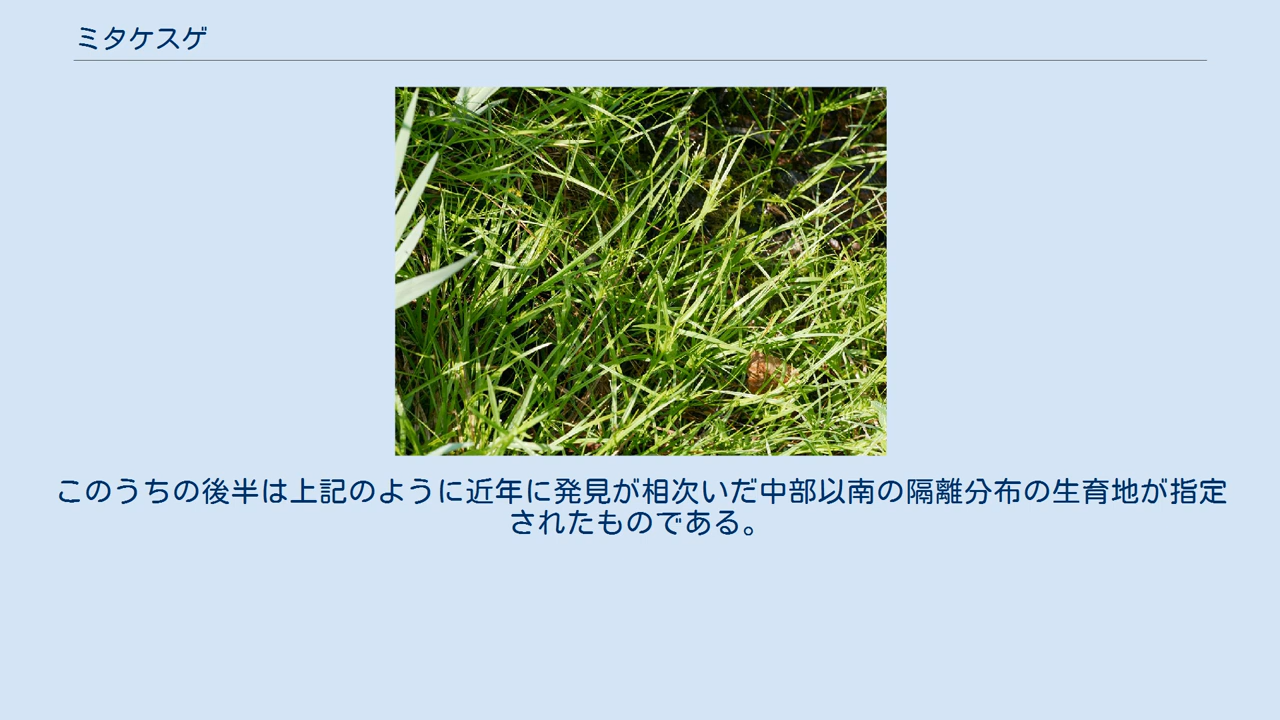 ミタケスゲ
このうちの後半は上記のように近年に発見が相次いだ中部以南の隔離分布の生育地が指定
されたものである。